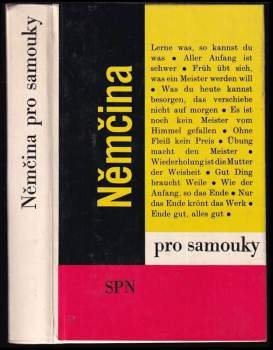 Němčina pro samouky
Němčina
Lerne was, so kannst du
was • Aller Anfang ist
schwer • Früh übt sich,
was ein Meister werden will
• Was du heute kannst
besorgen, das verschiebe
nicht auf morgen • Es ist
noch kein Meister vom
Himmel gefallen • Ohne
Fleiß kein Preis • Übung
macht den Meister •
Wiederholung ist die Mutter
der Weisheit • Gut Ding
braucht Weile • Wie der
Anfang, so das Ende • Nur
das Ende krönt das Werk •
Ende gut, alles gut •
pro samouky
SPN